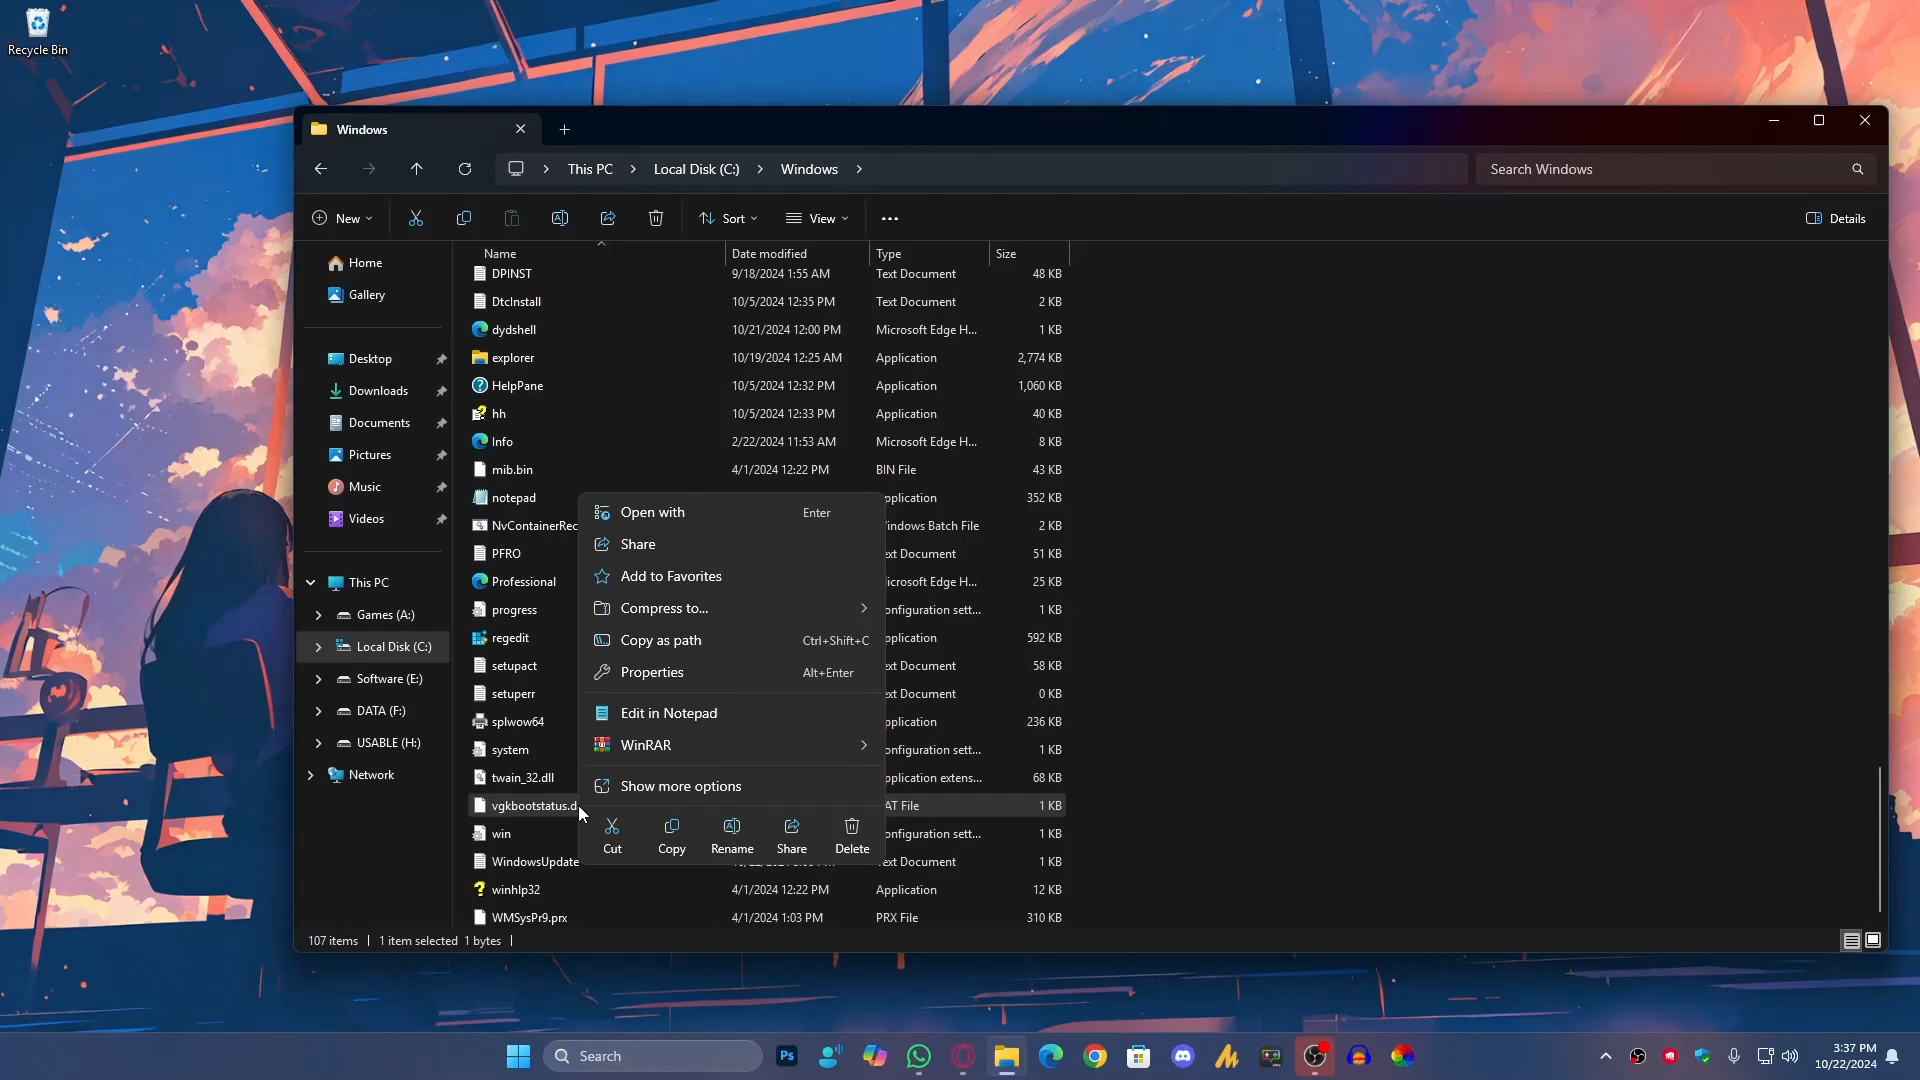 Recycle Bin
Windows
This PC
Local Disk (C:)
Windows
Search Windows
New
Sort
View
Details
Name
Date modified
Type
Size
Home
Gallery
Desktop
Downloads
Documents
Pictures
Music
Videos
This PC
Games (A:)
Local Disk (C:)
Software (E:)
DATA (F:)
USABLE (H:)
Network
DPINST 9/18/2024 1:55 AM Text Document 48 KB
DtcInstall 10/5/2024 12:35 PM Text Document 2 KB
dydshell 10/21/2024 12:00 PM Microsoft Edge H... 1 KB
explorer 10/19/2024 12:25 AM Application 2,774 KB
HelpPane 10/5/2024 12:32 PM Application 1,060 KB
hh 10/5/2024 12:33 PM Application 40 KB
Info 2/22/2024 11:53 AM Microsoft Edge H... 8 KB
mib.bin 4/1/2024 12:22 PM BIN File 43 KB
notepad pplication 352 KB
NvContainerRec indows Batch File 2 KB
PFRO ext Document 51 KB
Professional icrosoft Edge H... 25 KB
progress onfiguration sett... 1 KB
regedit pplication 592 KB
setupact ext Document 58 KB
setuperr ext Document 0 KB
splwow64 pplication 236 KB
system onfiguration sett... 1 KB
twain_32.dll pplication extens... 68 KB
vgkbootstatus.d AT File 1 KB
win onfiguration sett... 1 KB
WindowsUpdate ext Document 1 KB
winhlp32 4/1/2024 12:22 PM Application 12 KB
WMSysPr9.prx 4/1/2024 1:03 PM PRX File 310 KB
Open with Enter
Share
Add to Favorites
Compress to...
Copy as path Ctrl+Shift+C
Properties Alt+Enter
Edit in Notepad
WinRAR
Show more options
Cut
Copy
Rename
Share
Delete
107 items
1 item selected 1 bytes
Search
Ps
3:37 PM
10/22/2024